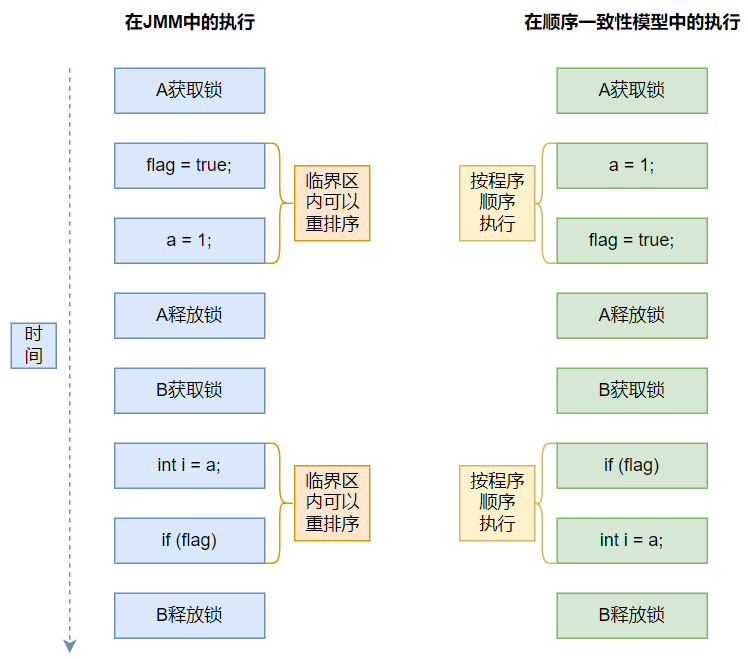 在JMM中的执行
在顺序一致性模型中的执行
A获取锁
A获取锁
flag = true;
a = 1;
临界区
内可以
重排序
按程序
顺序
执行
a = 1;
flag = true;
A释放锁
A释放锁
时
间
B获取锁
B获取锁
int i = a;
if (flag)
临界区
内可以
重排序
按程序
顺序
执行
if (flag)
int i = a;
B释放锁
B释放锁